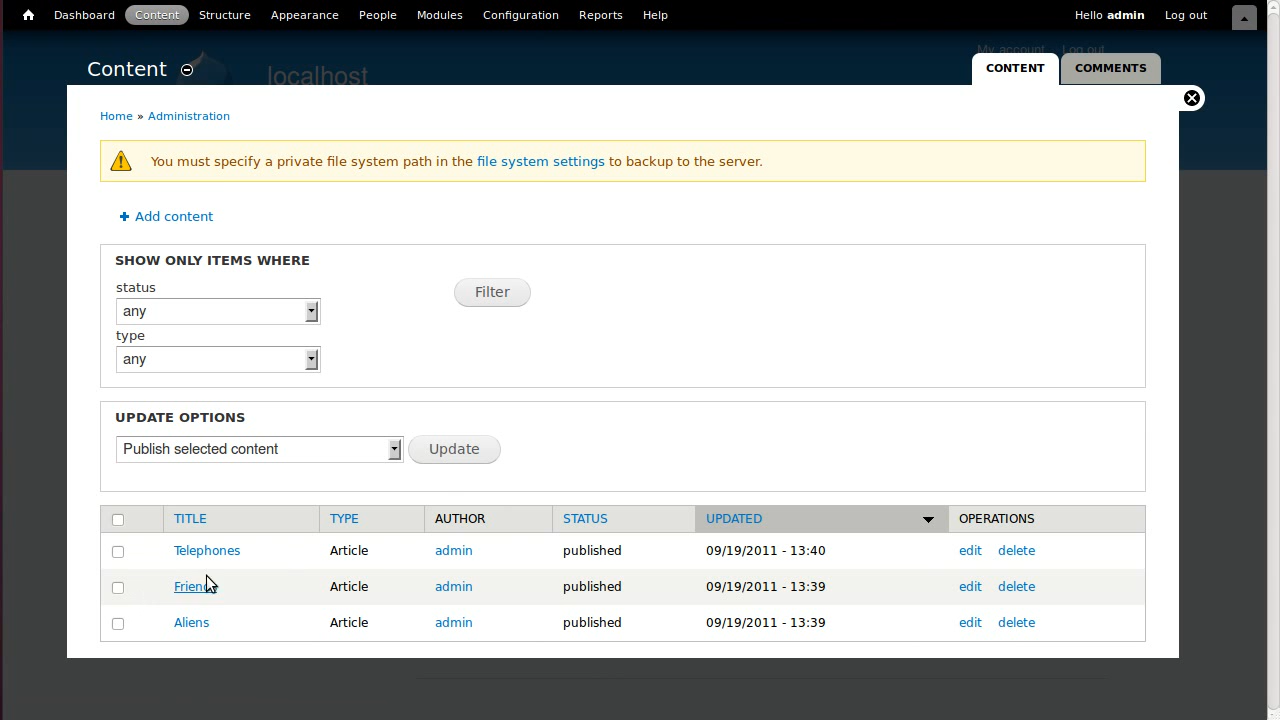 Dashboard Content Structure Appearance People Modules Configuration Reports Help Hello admin Log out
My account Log out
Content localhost CONTENT COMMENTS
Home » Administration
You must specify a private file system path in the file system settings to backup to the server.
Add content
SHOW ONLY ITEMS WHERE
status
Filter
any
type
any
UPDATE OPTIONS
Publish selected content Update
TITLE TYPE AUTHOR STATUS UPDATED OPERATIONS
Telephones Article admin published 09/19/2011 - 13:40 edit delete
Article admin published 09/19/2011 - 13:39 edit delete
Aliens Article admin published 09/19/2011 - 13:39 edit delete